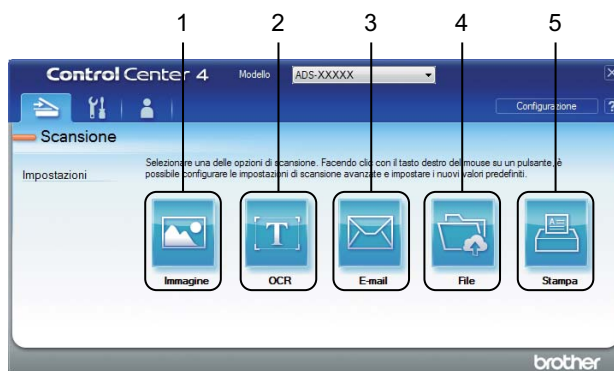 1 2 3 4 5
Control Center 4 Modello ADS-XXXXX X
Configurazione ?
Scansione
Impostazioni
Selezionare una delle opzioni di scansione. Facendo clic con il tasto destro del mouse su un pulsante, è
possibile configurare le impostazioni di scansione avanzate e impostare i nuovi valori predefiniti.
T
Immagine OCR E-mail File Stampa
brother